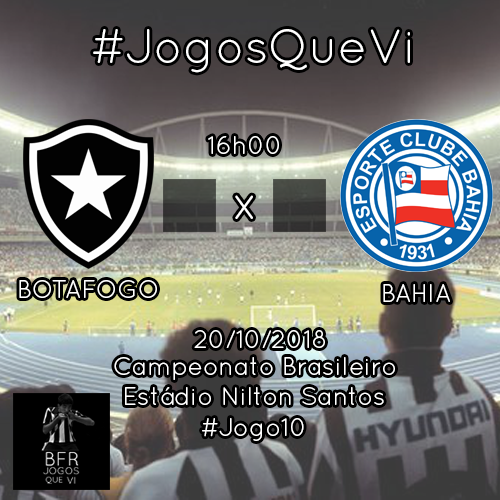 #JogosQueVi
16h00
x
ESPORTE CLUBE BAHIA
1931
BOTAFOGO
BAHIA
20/10/2018
Campeonato Brasileiro
Estádio Nilton Santos
#Jogo10
HYUNDAI
BFR
JOGOS
QUE VI